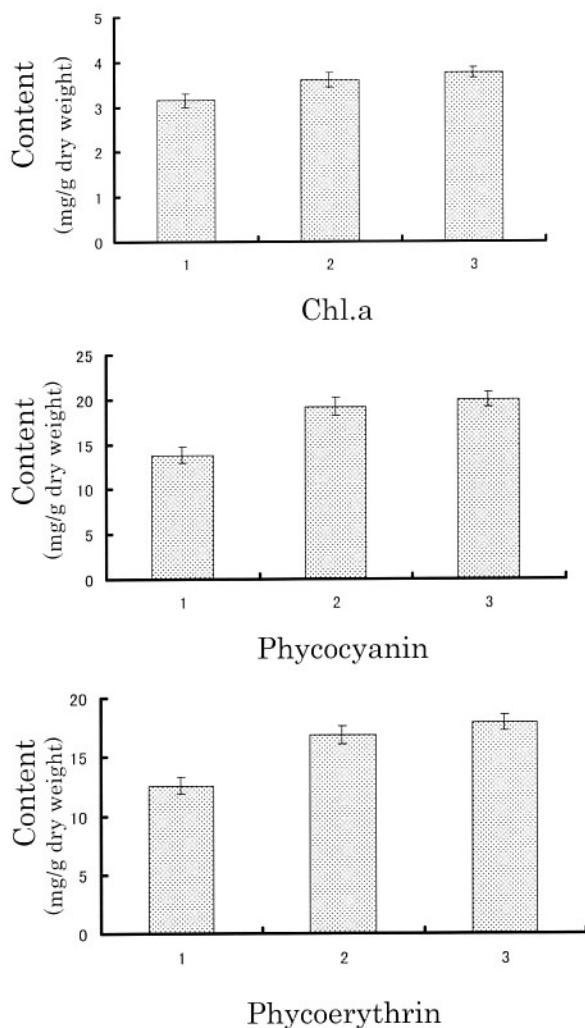 5
4
3
2
1
0
Content
(mg/g dry weight)
1 2 3
Chl.a
25
20
15
10
5
0
Content
(mg/g dry weight)
1 2 3
Phycocyanin
20
15
10
5
0
Content
(mg/g dry weight)
1 2 3
Phycoerythrin